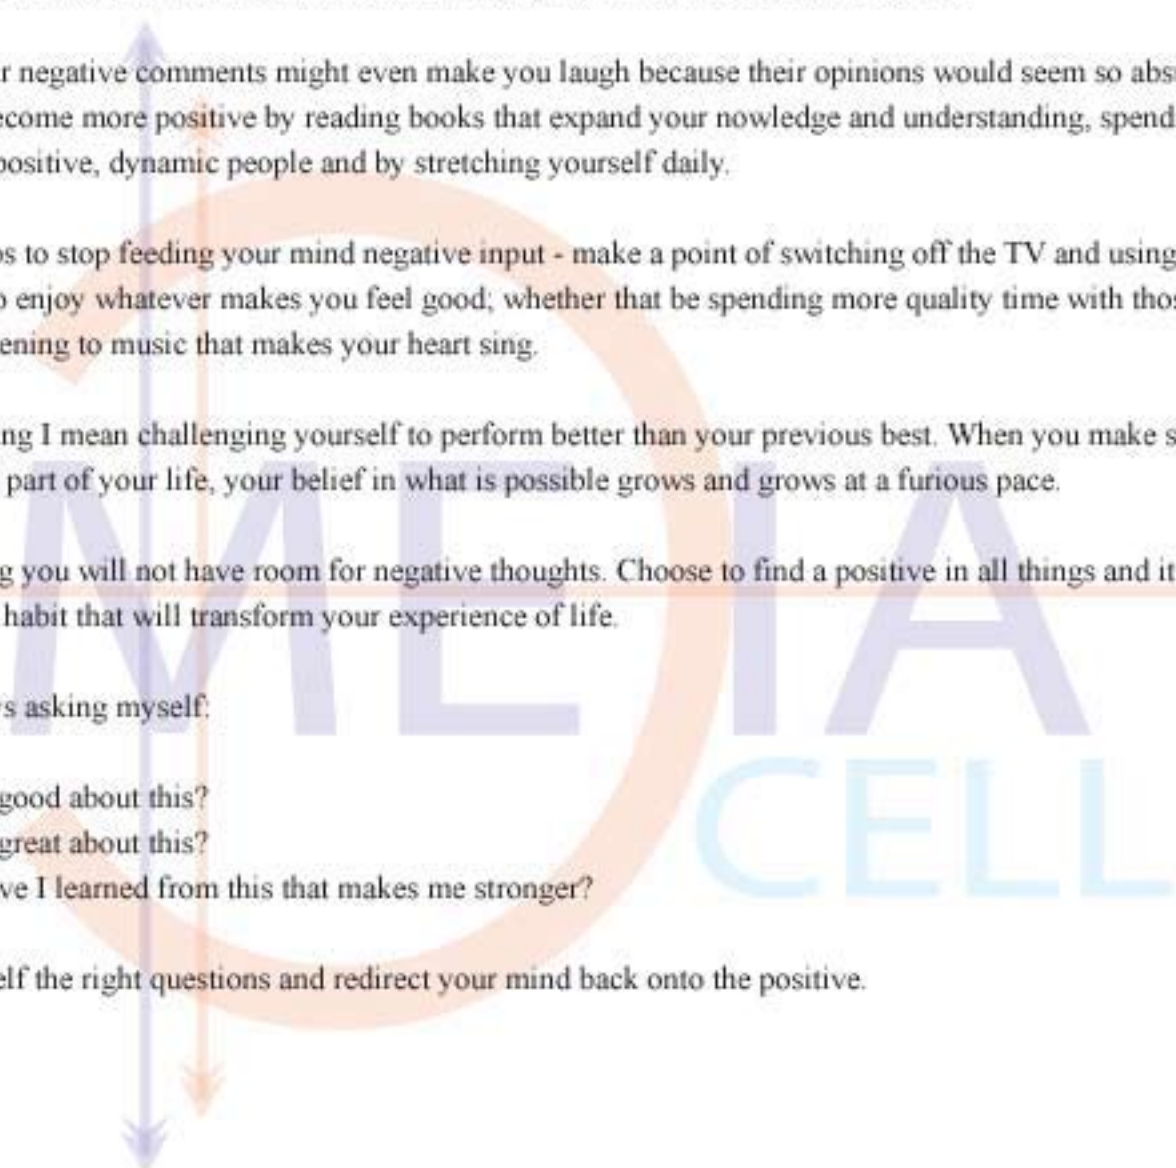 r negative comments might even make you laugh because their opinions would seem so abs
ecome more positive by reading books that expand your nowledge and understanding, spend
positive, dynamic people and by stretching yourself daily.
os to stop feeding your mind negative input - make a point of switching off the TV and using
o enjoy whatever makes you feel good; whether that be spending more quality time with thos
ening to music that makes your heart sing.
ng I mean challenging yourself to perform better than your previous best. When you make s
part of your life, your belief in what is possible grows and grows at a furious pace.
g you will not have room for negative thoughts. Choose to find a positive in all things and it
habit that will transform your experience of life.
s asking myself:
good about this?
great about this?
ve I learned from this that makes me stronger?
elf the right questions and redirect your mind back onto the positive.
ME IA
CELL